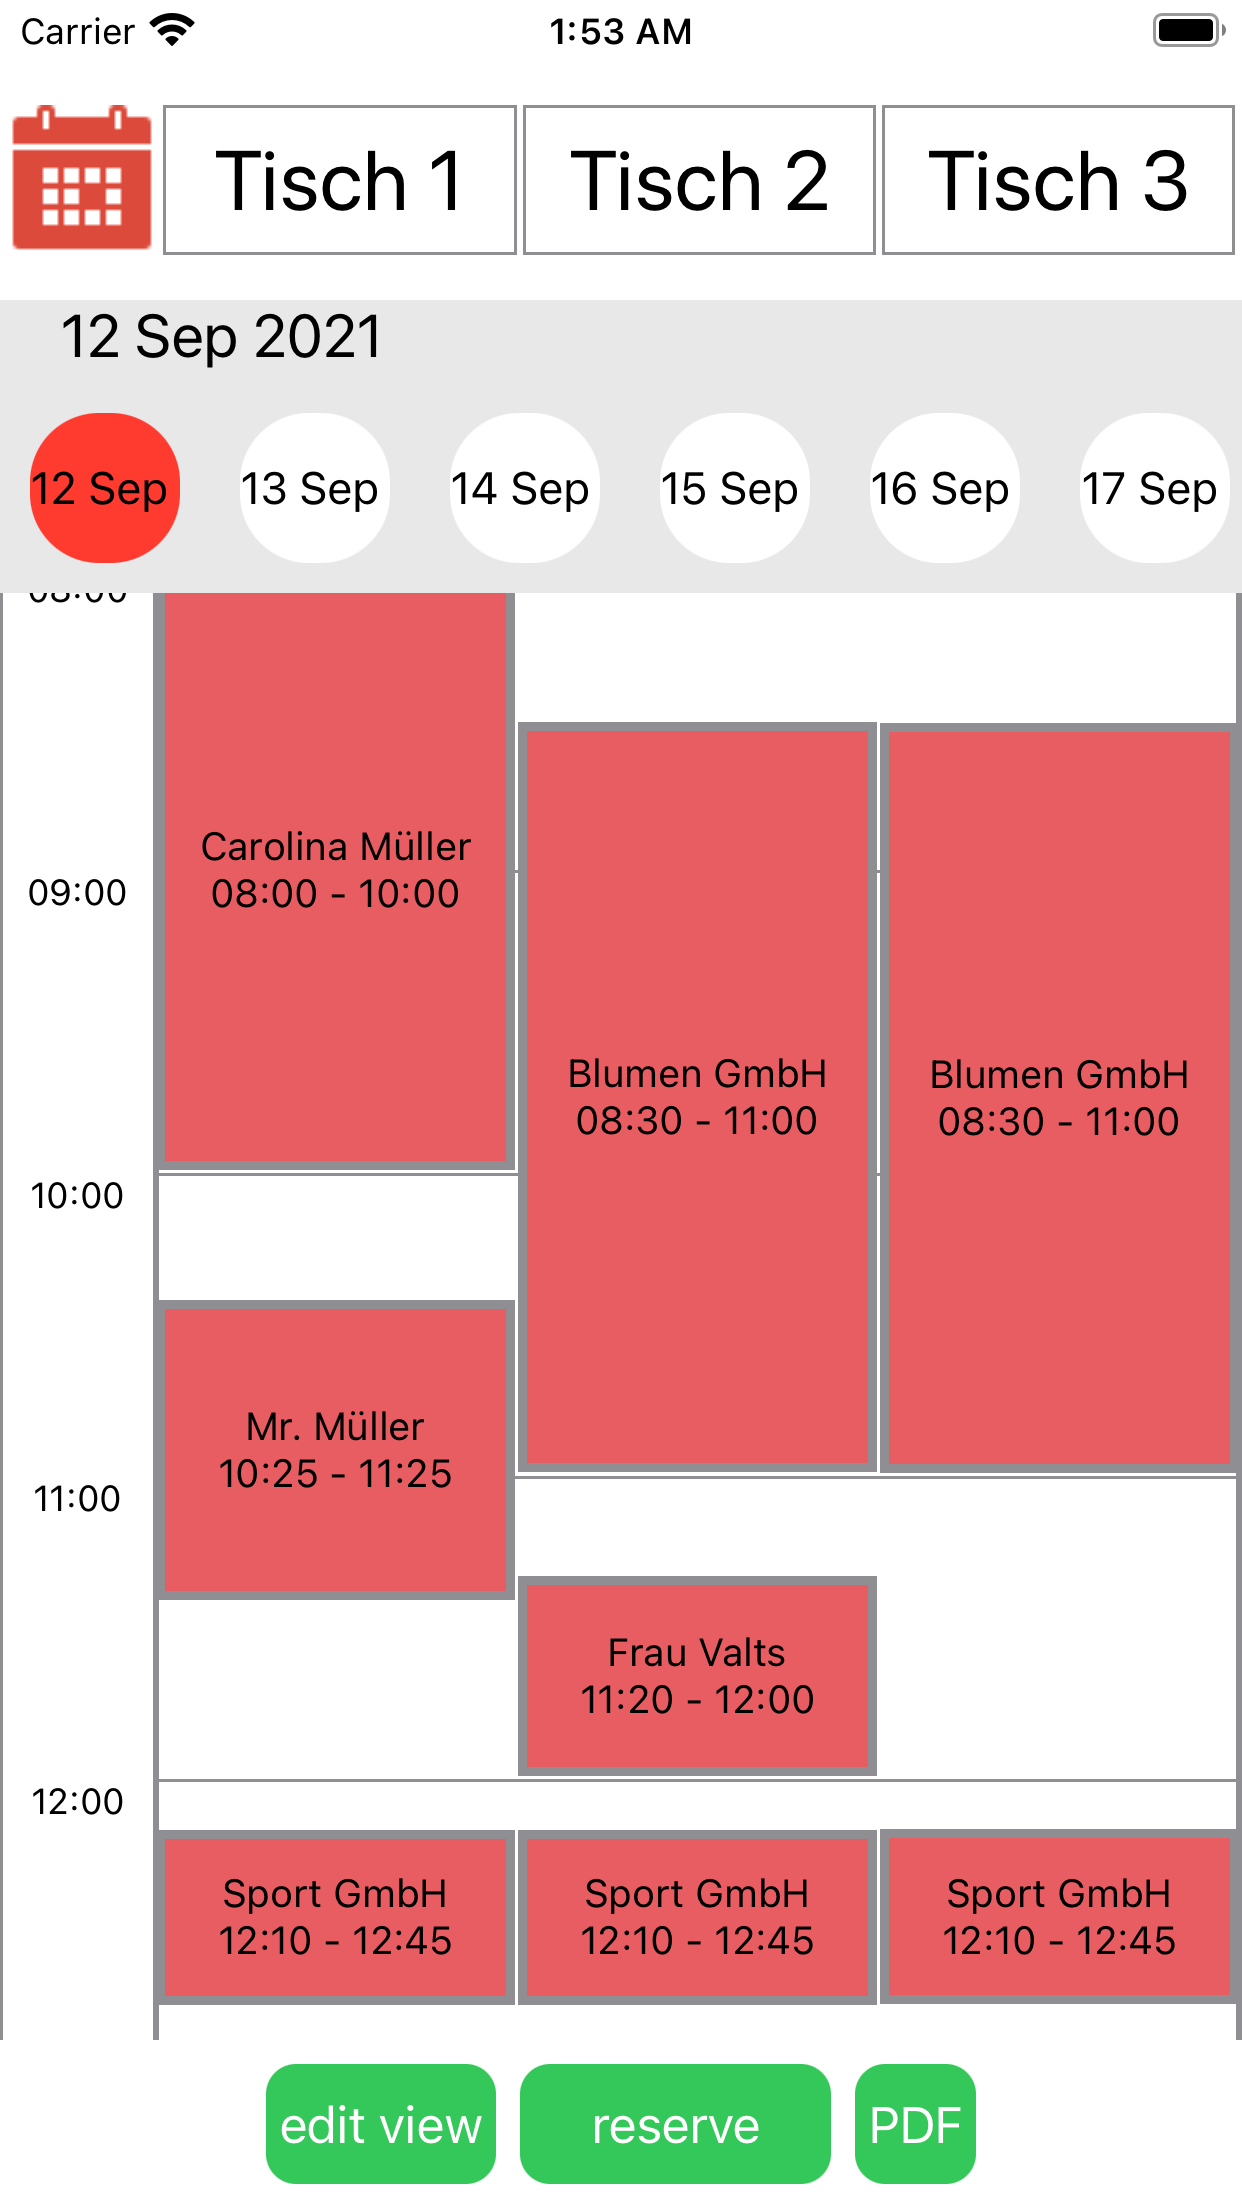 Carrier
1:53 AM
Tisch 1
Tisch 2
Tisch 3
12 Sep 2021
12 Sep
13 Sep
14 Sep
15 Sep
16 Sep
17 Sep
08:00
Carolina Müller
08:00 - 10:00
09:00
Blumen GmbH
08:30 - 11:00
Blumen GmbH
08:30 - 11:00
10:00
Mr. Müller
10:25 - 11:25
11:00
Frau Valts
11:20 - 12:00
12:00
Sport GmbH
12:10 - 12:45
Sport GmbH
12:10 - 12:45
Sport GmbH
12:10 - 12:45
edit view
reserve
PDF